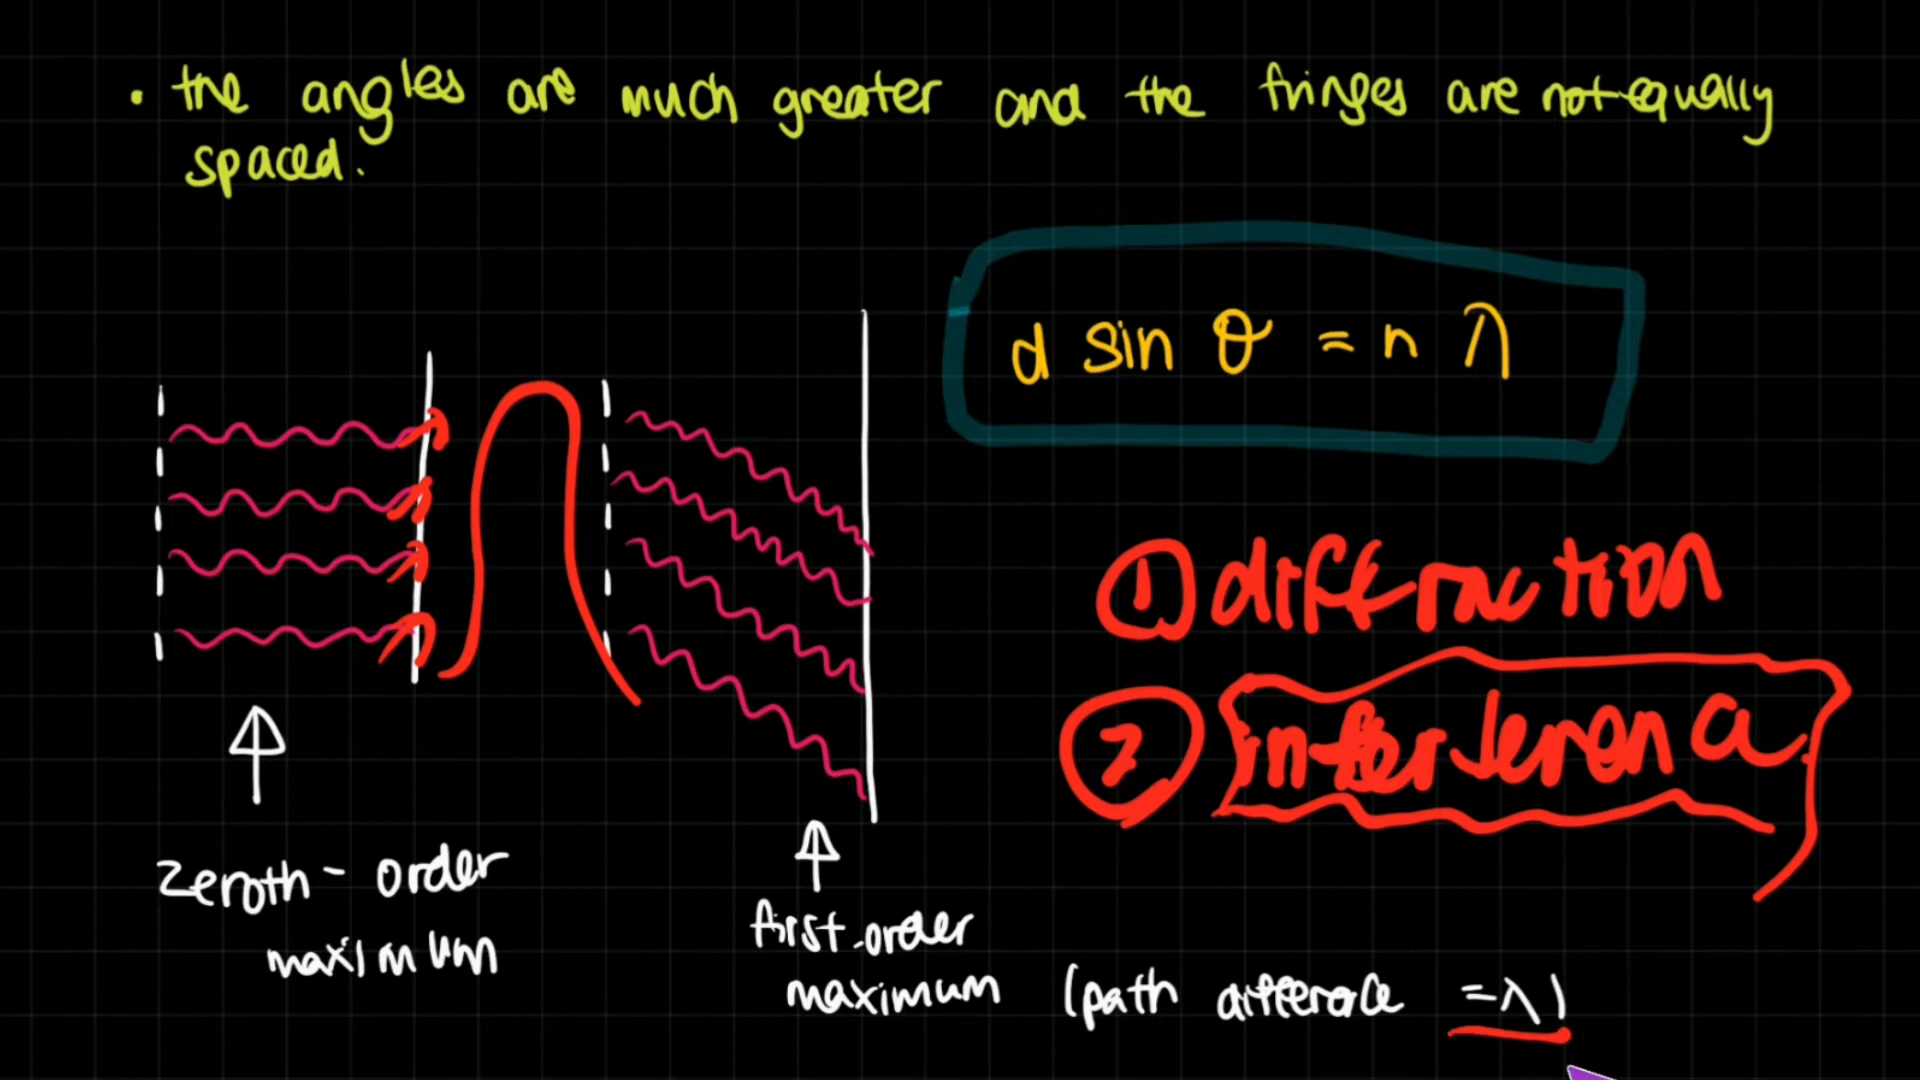 • the angles are much greater and the fringes are not equally
spaced.
d sin θ = n λ
① diffraction
② interference
zeroth-order
maximum
first-order
maximum (path difference = λ)